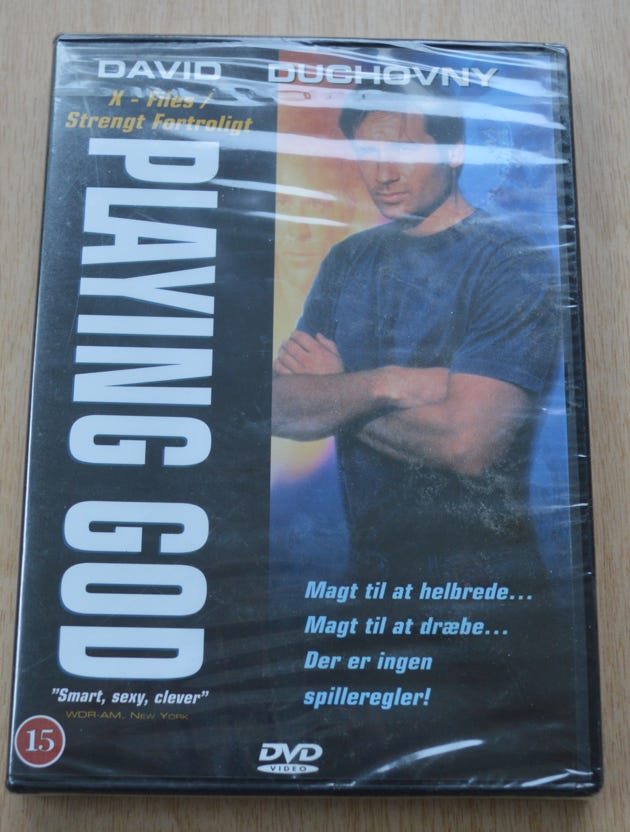 DAVID DUCHOVNY
X - Files /
Strengt Fortroligt
PLAYING GOD
Magt til at helbrede...
Magt til at dræbe...
Der er ingen
spilleregler!
"Smart, sexy, clever"
WDR-AM, New York
15
DVD
VIDEO